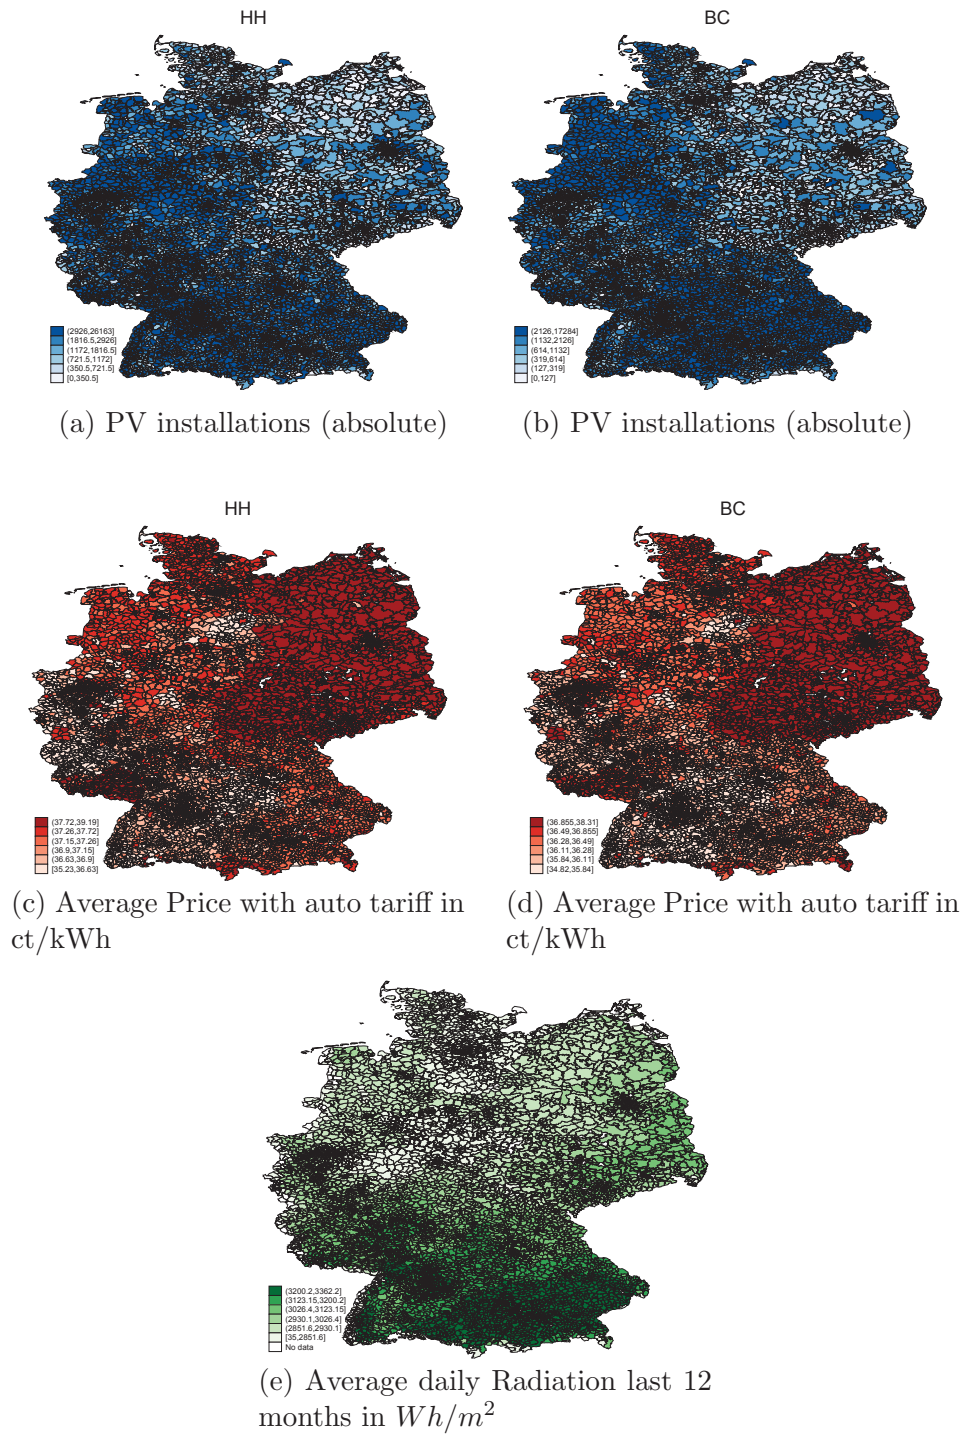 HH
BC
(2926,26163]
(1816.5,2926]
(1172,1816.5]
(721.5,1172]
(350.5,721.5]
[0,350.5]
(2126,17284]
(1132,2126]
(614,1132]
(319,614]
(127,319]
[0,127]
(a) PV installations (absolute)
(b) PV installations (absolute)
HH
BC
(37.72,39.19]
(37.26,37.72]
(37.15,37.26]
(36.9,37.15]
(36.63,36.9]
[35.23,36.63]
(36.855,38.31]
(36.49,36.855]
(36.28,36.49]
(36.11,36.28]
(35.84,36.11]
[34.82,35.84]
(c) Average Price with auto tariff in
ct/kWh
(d) Average Price with auto tariff in
ct/kWh
(3200.2,3362.2]
(3123.15,3200.2]
(3026.4,3123.15]
(2930.1,3026.4]
(2851.6,2930.1]
[35,2851.6]
No data
(e) Average daily Radiation last 12
months in Wh/m²